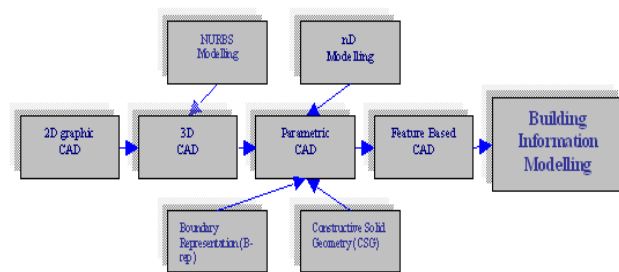 NURBS
Modelling
nD
Modelling
2D graphic
CAD
3D
CAD
Parametric
CAD
Feature Based
CAD
Building
Information
Modelling
Boundary
Representation (B-
rep)
Constructive Solid
Geometry (CSG)